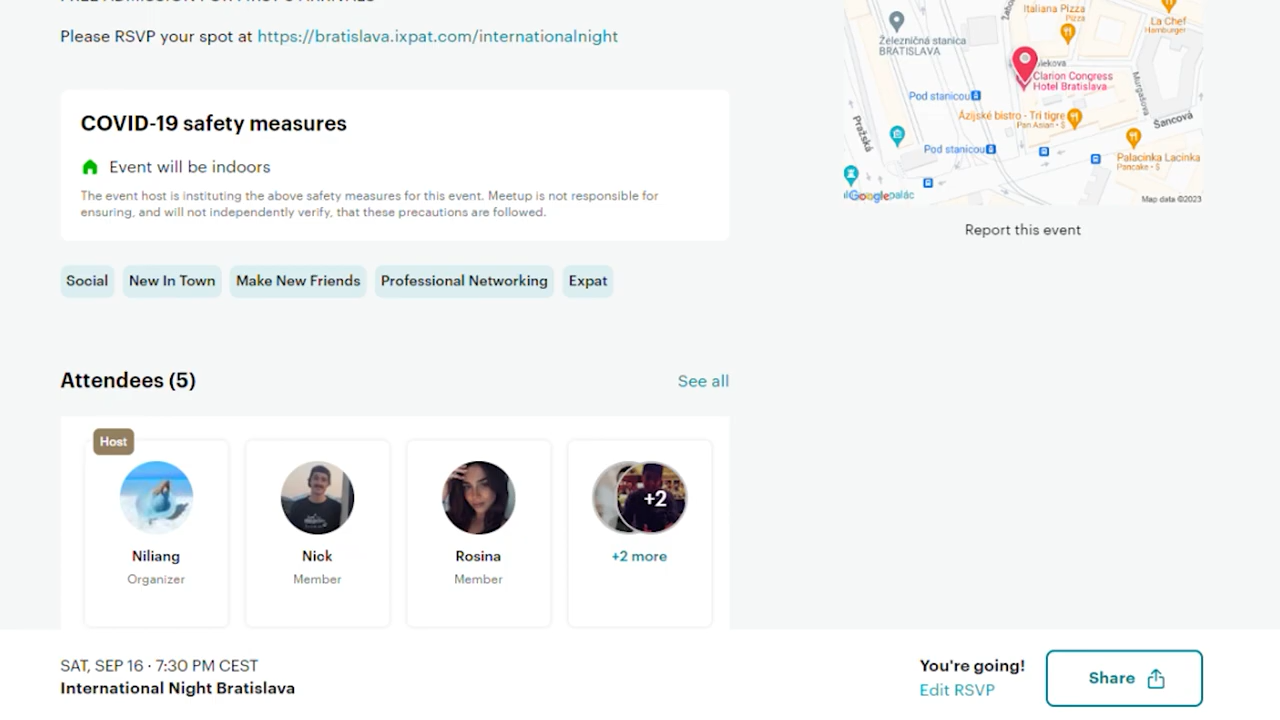 Please RSVP your spot at https://bratislava.ixpat.com/internationalnight
COVID-19 safety measures
Event will be indoors
The event host is instituting the above safety measures for this event. Meetup is not responsible for
ensuring, and will not independently verify, that these precautions are followed.
Social
New In Town
Make New Friends
Professional Networking
Expat
Attendees (5)
See all
Host
Niliang
Organizer
Nick
Member
Rosina
Member
+2
+2 more
Italiana Pizza
Pizza
La Chef
Hamburger
Železničná stanica
BRATISLAVA
Clarion Congress
Hotel Bratislava
Pod stanicou
Ázijské bistro - Tri tigre
Pan Asian • $
Murgašova
Šancová
Pražská
Pod stanicou
Palacinka Lacinka
Pancake • $
Google
Map data ©2023
Report this event
SAT, SEP 16 · 7:30 PM CEST
International Night Bratislava
You're going!
Edit RSVP
Share